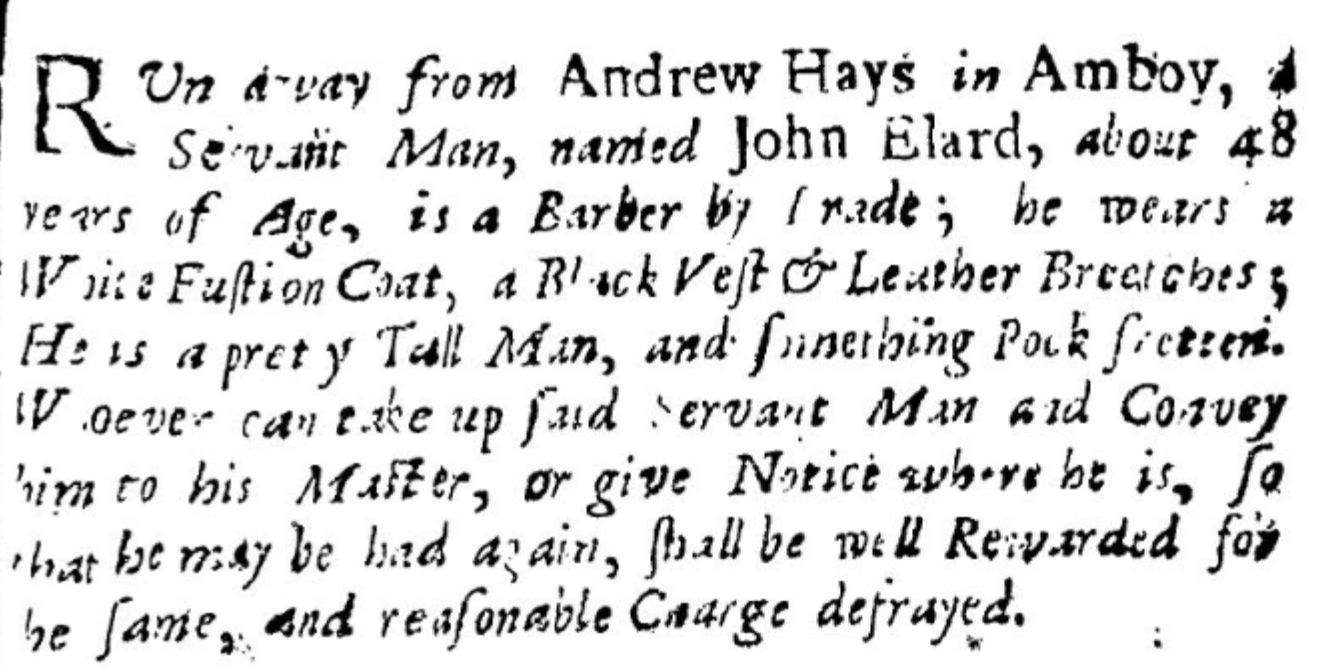 RUn away from Andrew Hays in Amboy, a
Servant Man, named John Elard, about 48
years of Age, is a Barber by Trade; he wears a
White Fuſtion Coat, a Black Veſt & Leather Breetches;
He is a prety Tall Man, and ſomething Pock fretten.
Whoever can take up ſaid Servant Man and Convey
him to his Maſter, or give Notice where he is, ſo
that he may be had again, ſhall be well Rewarded for
he ſame, and reaſonable Charge defrayed.